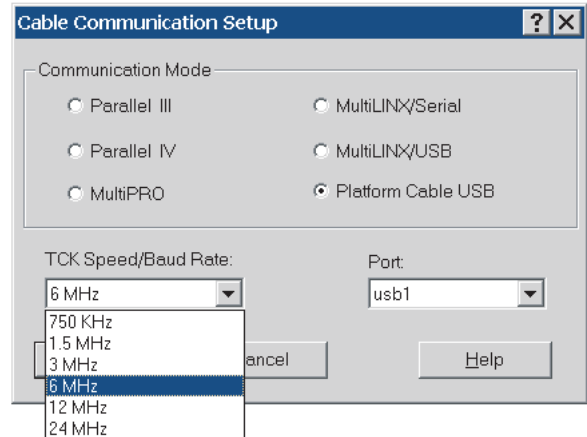 Cable Communication Setup
Communication Mode
Parallel III
MultiLINX/Serial
Parallel IV
MultiLINX/USB
MultiPRO
Platform Cable USB
TCK Speed/Baud Rate:
Port:
6 MHz
usb1
750 KHz
1.5 MHz
3 MHz
6 MHz
12 MHz
24 MHz
ancel
Help